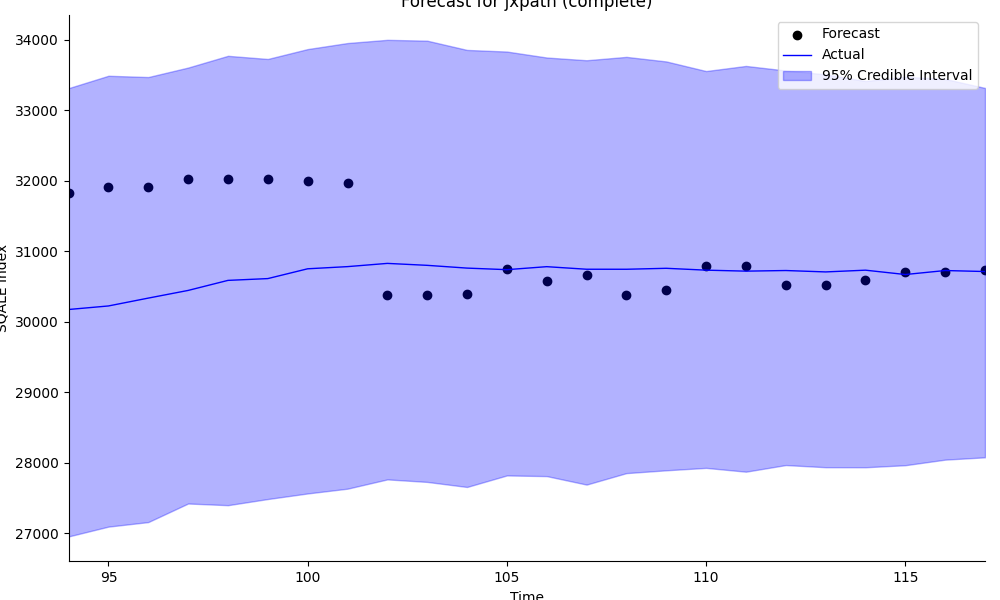 Forecast for jxpath (complete)
Forecast
Actual
95% Credible Interval
34000
33000
32000
31000
30000
29000
28000
27000
SQALE Index
95
100
105
110
115
Time